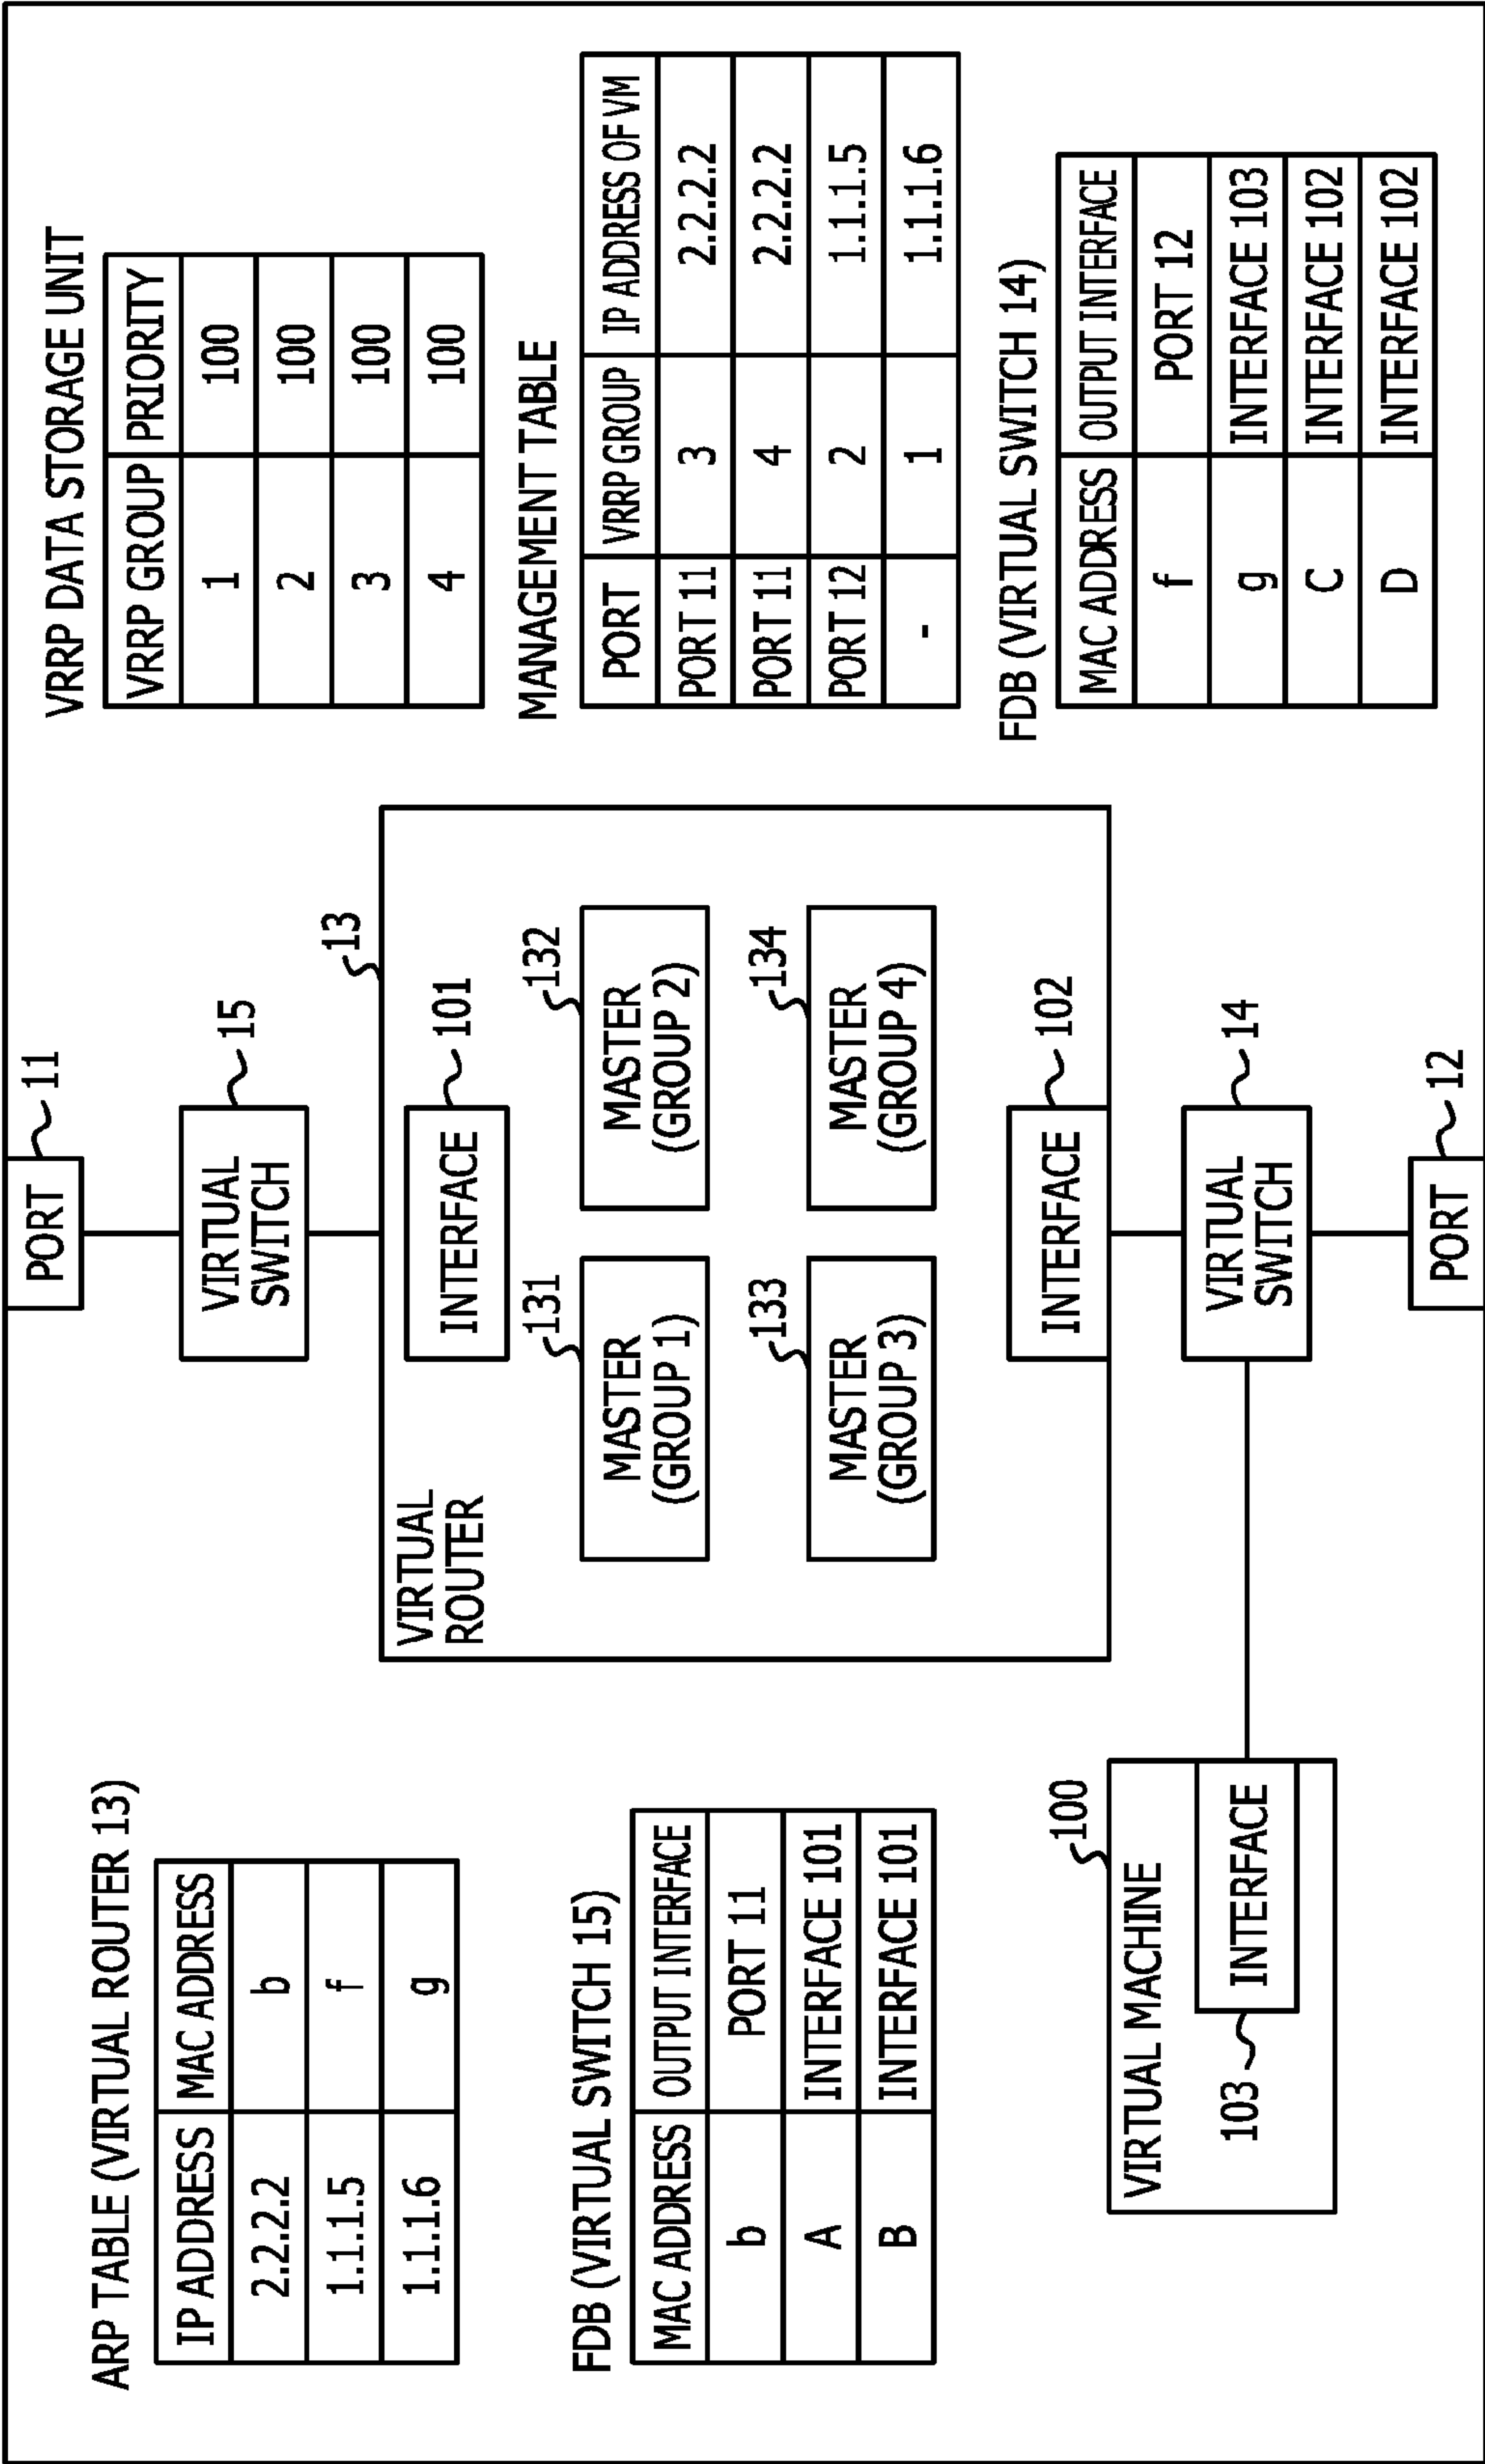 ARP TABLE (VIRTUAL ROUTER 13)
IP ADDRESS MAC ADDRESS
2.2.2.2 b
1.1.1.5 f
1.1.1.6 g
FDB (VIRTUAL SWITCH 15)
MAC ADDRESS OUTPUT INTERFACE
b PORT 11
A INTERFACE 101
B INTERFACE 101
100
VIRTUAL MACHINE
INTERFACE
103
PORT
11
VIRTUAL
SWITCH
15
13
VIRTUAL
ROUTER
INTERFACE
101
131
MASTER
(GROUP 1)
132
MASTER
(GROUP 2)
133
MASTER
(GROUP 3)
134
MASTER
(GROUP 4)
INTERFACE
102
VIRTUAL
SWITCH
14
PORT
12
VRRP DATA STORAGE UNIT
VRRP GROUP PRIORITY
1 100
2 100
3 100
4 100
MANAGEMENT TABLE
PORT VRRP GROUP IP ADDRESS OF VM
PORT 11 3 2.2.2.2
PORT 11 4 2.2.2.2
PORT 12 2 1.1.1.5
- 1 1.1.1.6
FDB (VIRTUAL SWITCH 14)
MAC ADDRESS OUTPUT INTERFACE
f PORT 12
g INTERFACE 103
C INTERFACE 102
D INTERFACE 102